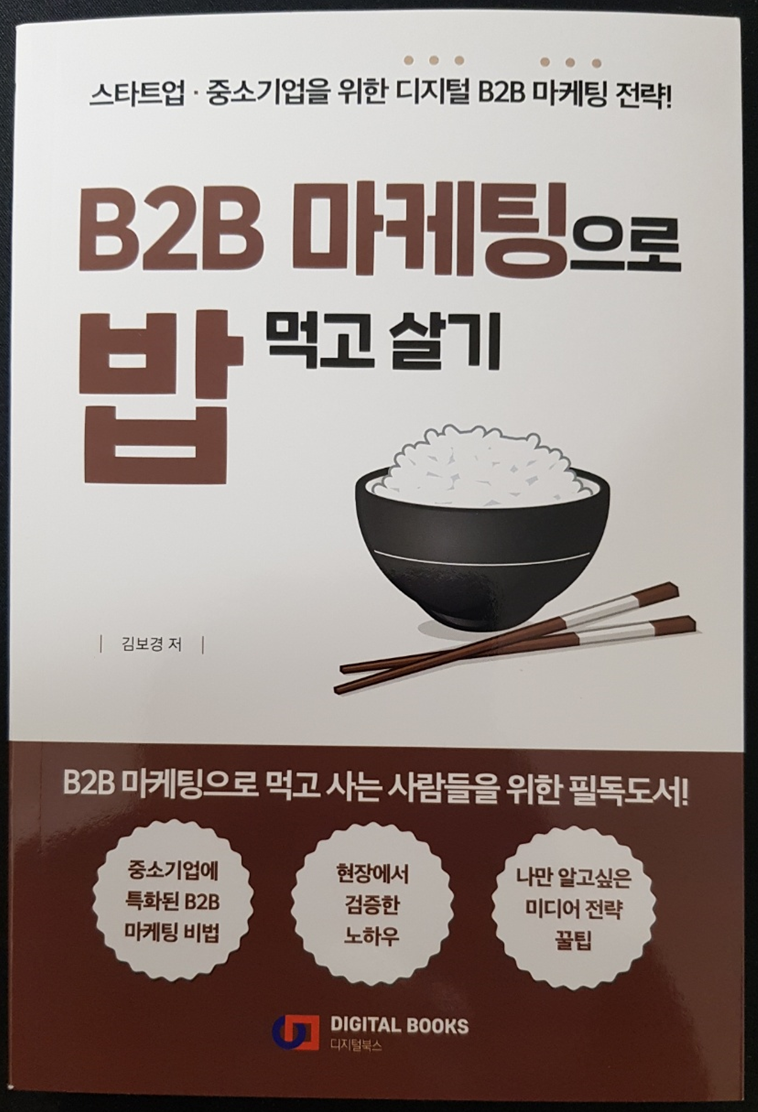 스타트업 · 중소기업을 위한 디지털 B2B 마케팅 전략!
B2B 마케팅으로
밥 먹고 살기
김보경 저
B2B 마케팅으로 먹고 사는 사람들을 위한 필독도서!
중소기업에
특화된 B2B
마케팅 비법
현장에서
검증한
노하우
나만 알고싶은
미디어 전략
꿀팁
DIGITAL BOOKS
디지털북스